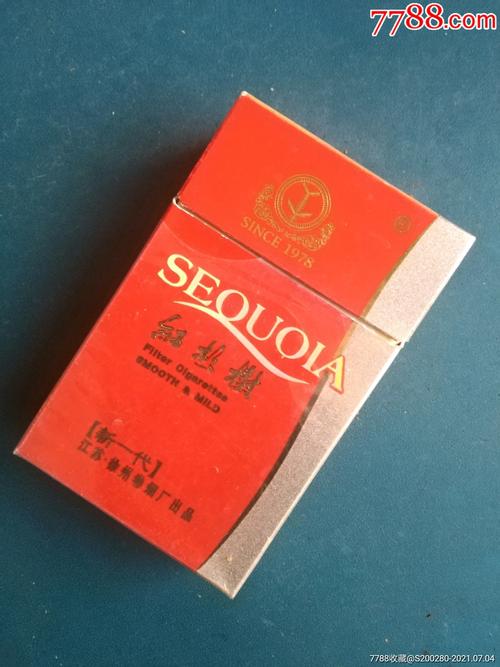 7788.com
SINCE 1978
SEQUOIA
红杉树
Filter Cigarettes
SMOOTH & MILD
【新一代】
江苏·徐州卷烟厂出品
7788收藏@S200280-2021.07.04